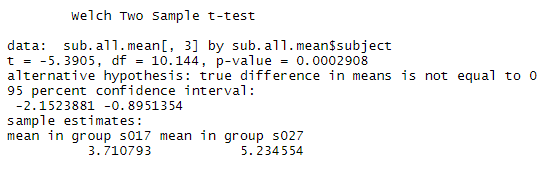 Welch Two Sample t-test
data:  sub.all.mean[, 3] by sub.all.mean$subject
t = -5.3905, df = 10.144, p-value = 0.0002908
alternative hypothesis: true difference in means is not equal to 0
95 percent confidence interval:
 -2.1523881 -0.8951354
sample estimates:
mean in group s017 mean in group s027
          3.710793           5.234554